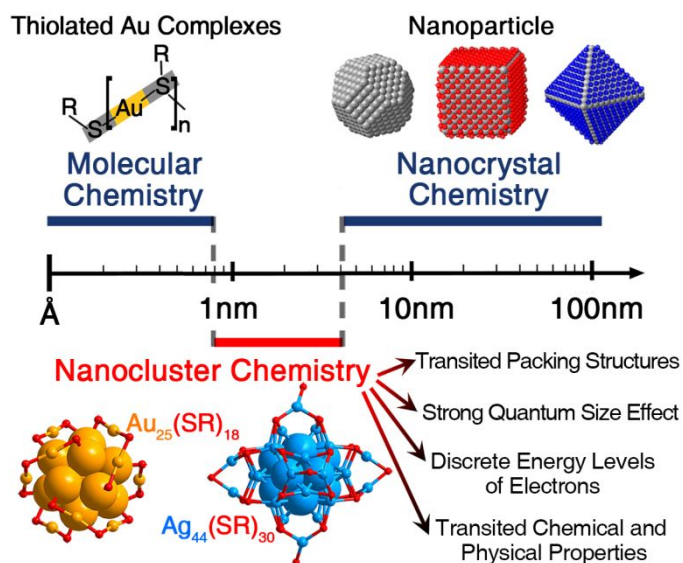 Thiolated Au Complexes
Nanoparticle
R
R
S
Au
S
n
Molecular
Chemistry
Nanocrystal
Chemistry
Å
1nm
10nm
100nm
Nanocluster Chemistry
Au₂₅(SR)₁₈
Ag₄₄(SR)₃₀
Transited Packing Structures
Strong Quantum Size Effect
Discrete Energy Levels
of Electrons
Transited Chemical and
Physical Properties